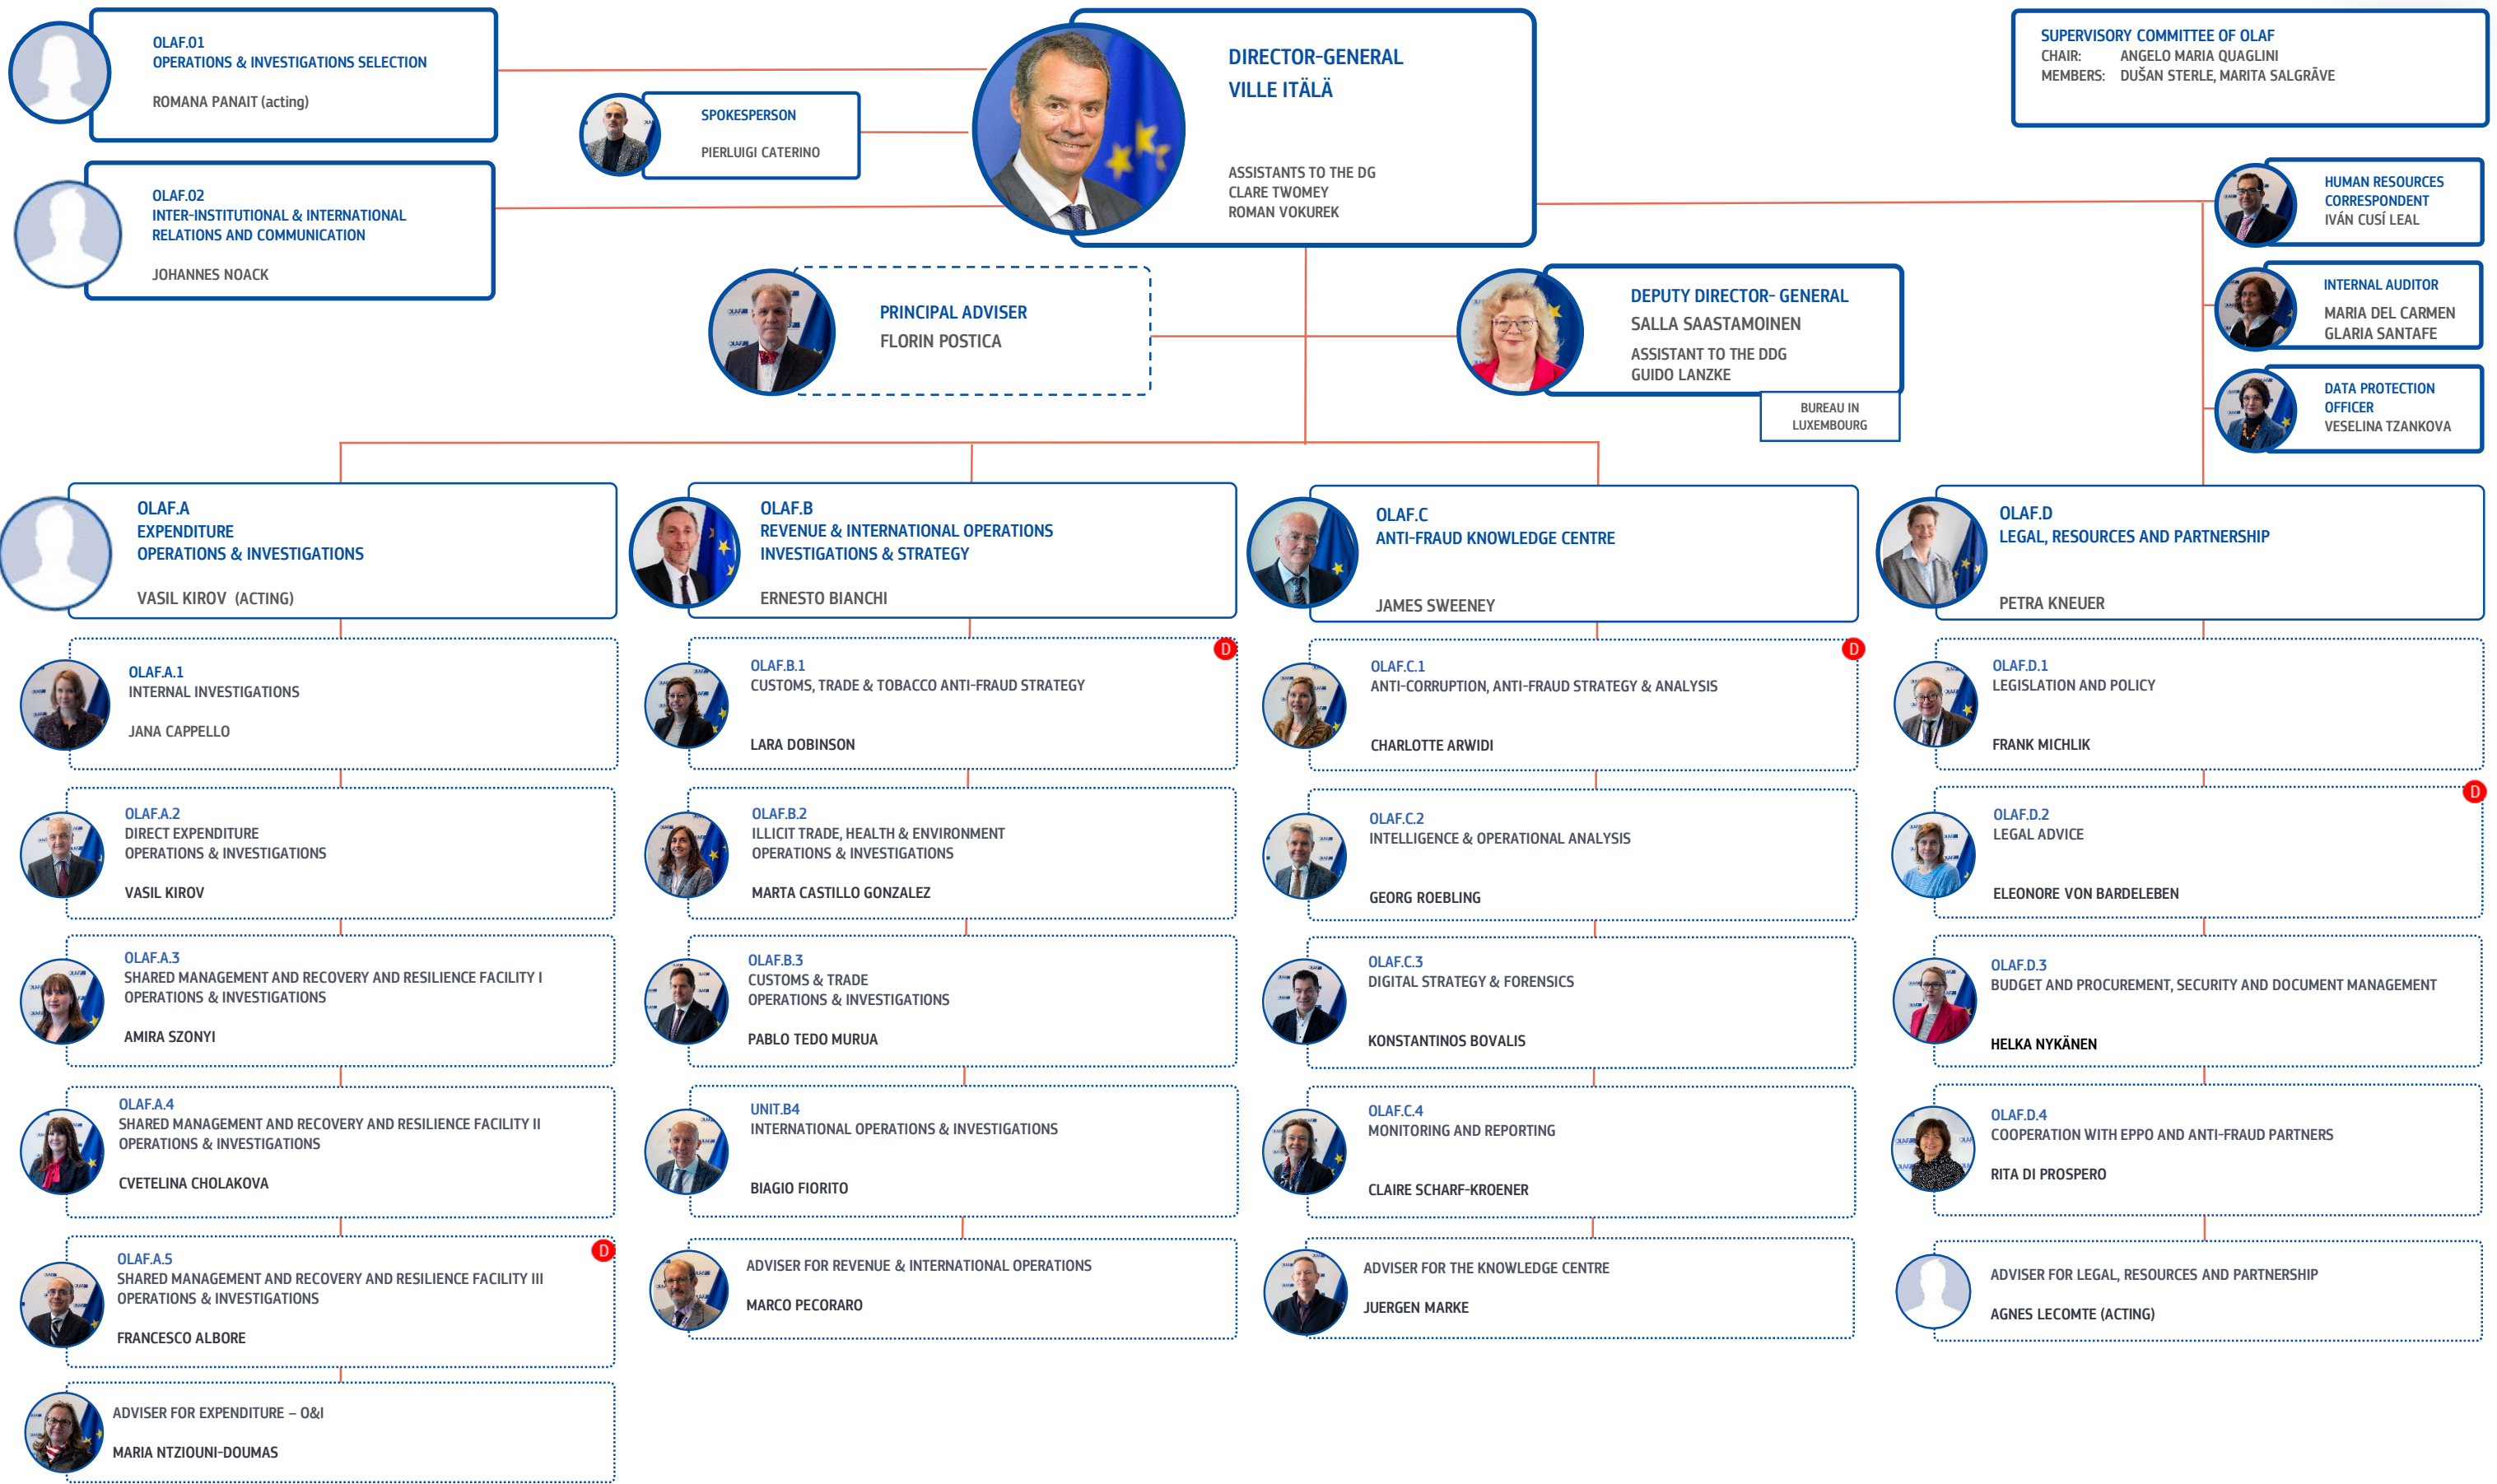 OLAF.01
OPERATIONS & INVESTIGATIONS SELECTION
ROMANA PANAIT (acting)
OLAF.02
INTER-INSTITUTIONAL & INTERNATIONAL
RELATIONS AND COMMUNICATION
JOHANNES NOACK
SPOKESPERSON
PIERLUIGI CATERINO
DIRECTOR-GENERAL
VILLE ITÄLÄ
ASSISTANTS TO THE DG
CLARE TWOMEY
ROMAN VOKUREK
SUPERVISORY COMMITTEE OF OLAF
CHAIR: ANGELO MARIA QUAGLINI
MEMBERS: DUŠAN STERLE, MARITA SALGRĀVE
HUMAN RESOURCES
CORRESPONDENT
IVÁN CUSÍ LEAL
INTERNAL AUDITOR
MARIA DEL CARMEN
GLARIA SANTAFE
DATA PROTECTION
OFFICER
VESELINA TZANKOVA
PRINCIPAL ADVISER
FLORIN POSTICA
DEPUTY DIRECTOR- GENERAL
SALLA SAASTAMOINEN
ASSISTANT TO THE DDG
GUIDO LANZKE
BUREAU IN
LUXEMBOURG
OLAF.A
EXPENDITURE
OPERATIONS & INVESTIGATIONS
VASIL KIROV (ACTING)
OLAF.A.1
INTERNAL INVESTIGATIONS
JANA CAPPELLO
OLAF.A.2
DIRECT EXPENDITURE
OPERATIONS & INVESTIGATIONS
VASIL KIROV
OLAF.A.3
SHARED MANAGEMENT AND RECOVERY AND RESILIENCE FACILITY I
OPERATIONS & INVESTIGATIONS
AMIRA SZONYI
OLAF.A.4
SHARED MANAGEMENT AND RECOVERY AND RESILIENCE FACILITY II
OPERATIONS & INVESTIGATIONS
CVETELINA CHOLAKOVA
D
OLAF.A.5
SHARED MANAGEMENT AND RECOVERY AND RESILIENCE FACILITY III
OPERATIONS & INVESTIGATIONS
FRANCESCO ALBORE
ADVISER FOR EXPENDITURE – O&I
MARIA NTZIOUNI-DOUMAS
OLAF.B
REVENUE & INTERNATIONAL OPERATIONS
INVESTIGATIONS & STRATEGY
ERNESTO BIANCHI
D
OLAF.B.1
CUSTOMS, TRADE & TOBACCO ANTI-FRAUD STRATEGY
LARA DOBINSON
OLAF.B.2
ILLICIT TRADE, HEALTH & ENVIRONMENT
OPERATIONS & INVESTIGATIONS
MARTA CASTILLO GONZALEZ
OLAF.B.3
CUSTOMS & TRADE
OPERATIONS & INVESTIGATIONS
PABLO TEDO MURUA
UNIT.B4
INTERNATIONAL OPERATIONS & INVESTIGATIONS
BIAGIO FIORITO
ADVISER FOR REVENUE & INTERNATIONAL OPERATIONS
MARCO PECORARO
OLAF.C
ANTI-FRAUD KNOWLEDGE CENTRE
JAMES SWEENEY
D
OLAF.C.1
ANTI-CORRUPTION, ANTI-FRAUD STRATEGY & ANALYSIS
CHARLOTTE ARWIDI
OLAF.C.2
INTELLIGENCE & OPERATIONAL ANALYSIS
GEORG ROEBLING
OLAF.C.3
DIGITAL STRATEGY & FORENSICS
KONSTANTINOS BOVALIS
OLAF.C.4
MONITORING AND REPORTING
CLAIRE SCHARF-KROENER
ADVISER FOR THE KNOWLEDGE CENTRE
JUERGEN MARKE
OLAF.D
LEGAL, RESOURCES AND PARTNERSHIP
PETRA KNEUER
OLAF.D.1
LEGISLATION AND POLICY
FRANK MICHLIK
D
OLAF.D.2
LEGAL ADVICE
ELEONORE VON BARDELEBEN
OLAF.D.3
BUDGET AND PROCUREMENT, SECURITY AND DOCUMENT MANAGEMENT
HELKA NYKÄNEN
OLAF.D.4
COOPERATION WITH EPPO AND ANTI-FRAUD PARTNERS
RITA DI PROSPERO
ADVISER FOR LEGAL, RESOURCES AND PARTNERSHIP
AGNES LECOMTE (ACTING)